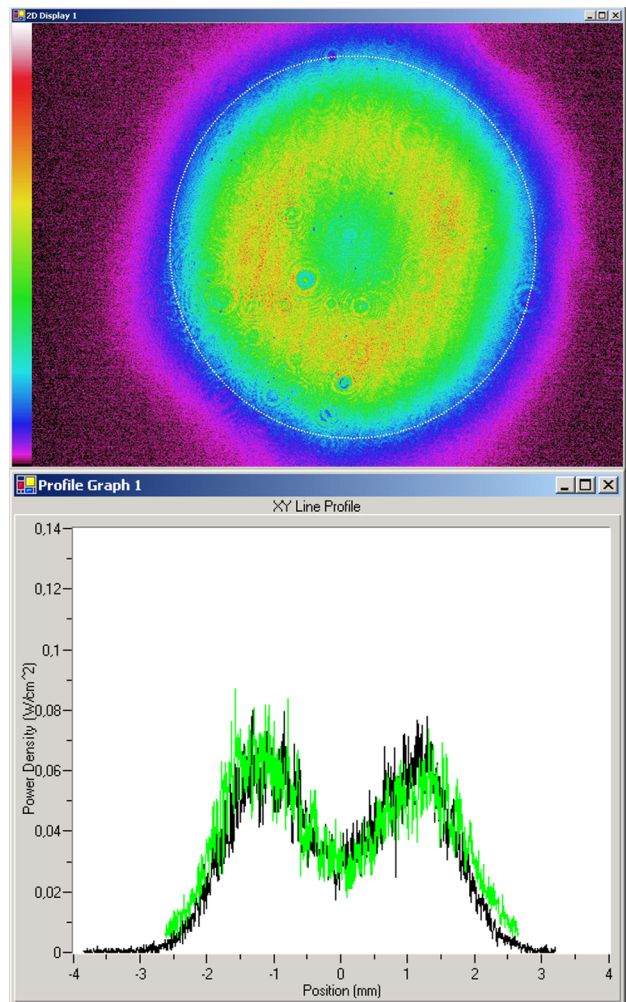 2D Display 1
Profile Graph 1
XY Line Profile
0,14
0,12
0,1
0,08
0,06
0,04
0,02
0
Power Density (W/cm^2)
-4 -3 -2 -1 0 1 2 3 4
Position (mm)